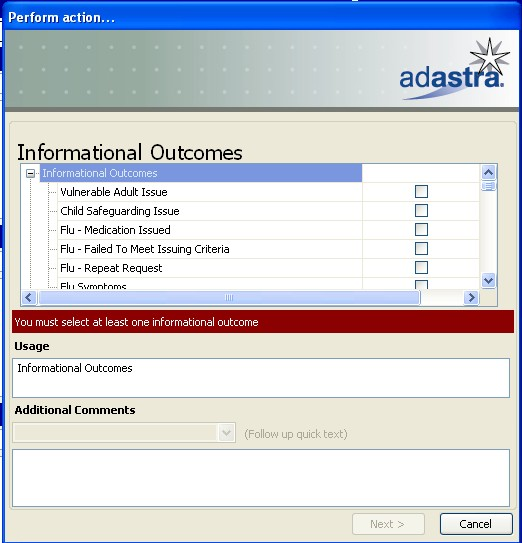 Perform action...
adastra.
Informational Outcomes
Informational Outcomes
Vulnerable Adult Issue
Child Safeguarding Issue
Flu - Medication Issued
Flu - Failed To Meet Issuing Criteria
Flu - Repeat Request
Flu Symptoms
You must select at least one informational outcome
Usage
Informational Outcomes
Additional Comments
(Follow up quick text)
Next >
Cancel